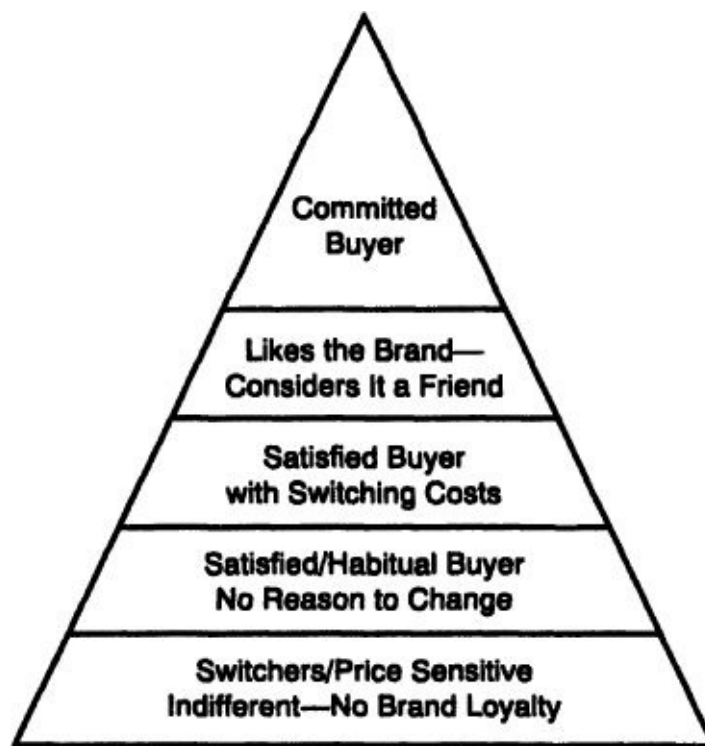 Committed
Buyer
Likes the Brand—
Considers It a Friend
Satisfied Buyer
with Switching Costs
Satisfied/Habitual Buyer
No Reason to Change
Switchers/Price Sensitive
Indifferent—No Brand Loyalty